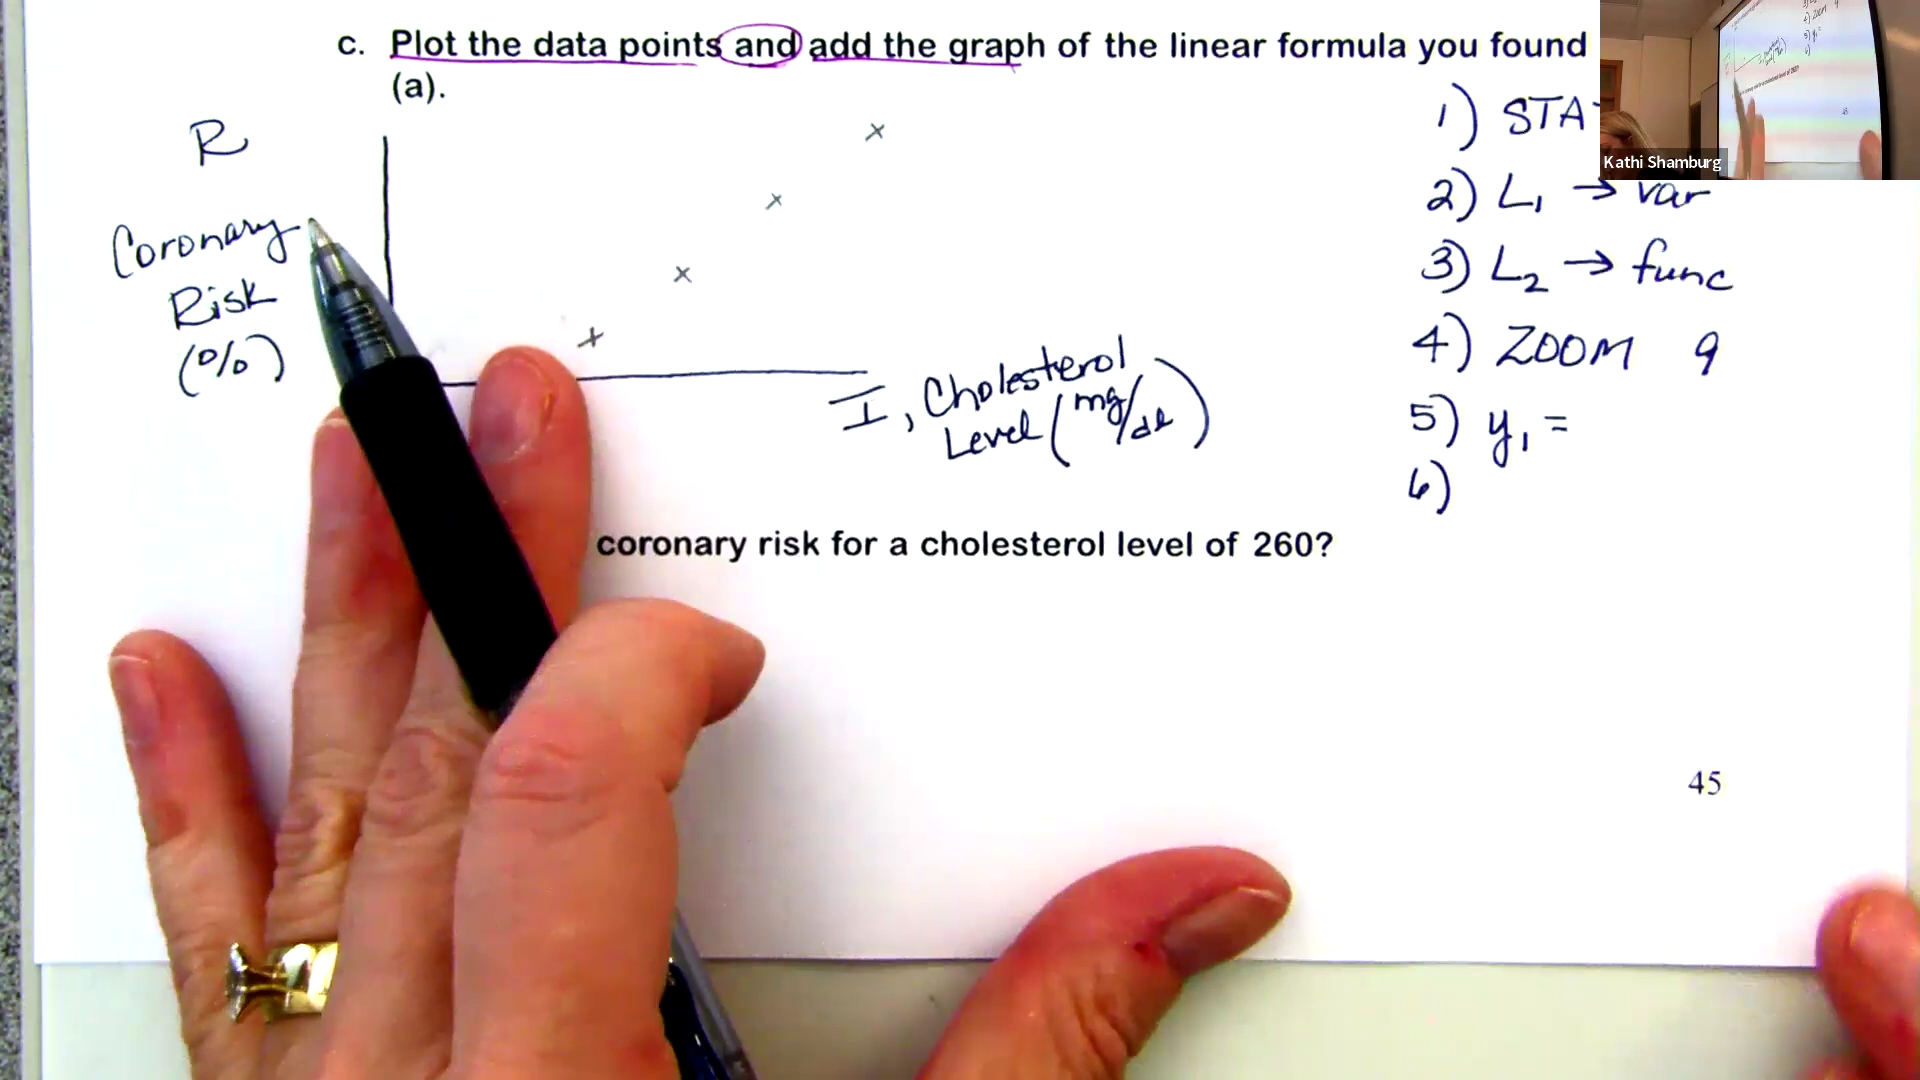 c. Plot the data points and add the graph of the linear formula you found
(a).
R
Coronary
Risk
(%)
I, Cholesterol
Level (mg/dl)
1) STA
2) L1 → var
3) L2 → func
4) ZOOM 9
5) y1 =
6)
coronary risk for a cholesterol level of 260?
45
Kathi Shamburg